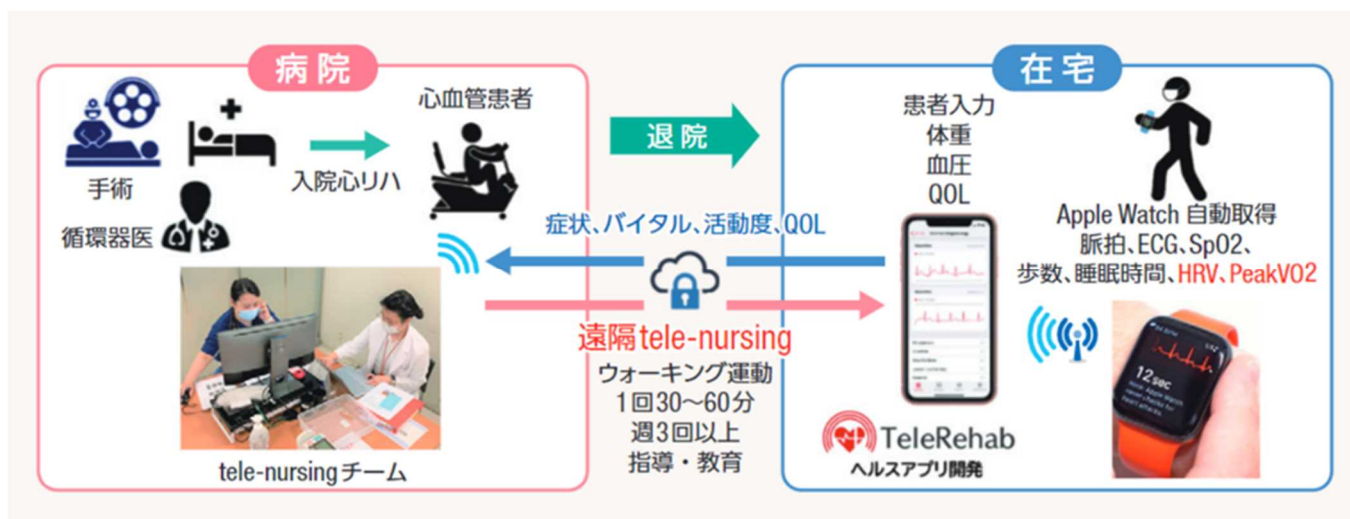 病院
手術
循環器医
入院心リハ
心血管患者
tele-nursingチーム
退院
症状、バイタル、活動度、QOL
遠隔tele-nursing
ウォーキング運動
1回30～60分
週3回以上
指導・教育
在宅
患者入力
体重
血圧
QOL
Apple Watch 自動取得
脈拍、ECG、SpO2、
歩数、睡眠時間、HRV、PeakVO2
TeleRehab
ヘルスアプリ開発
12sec